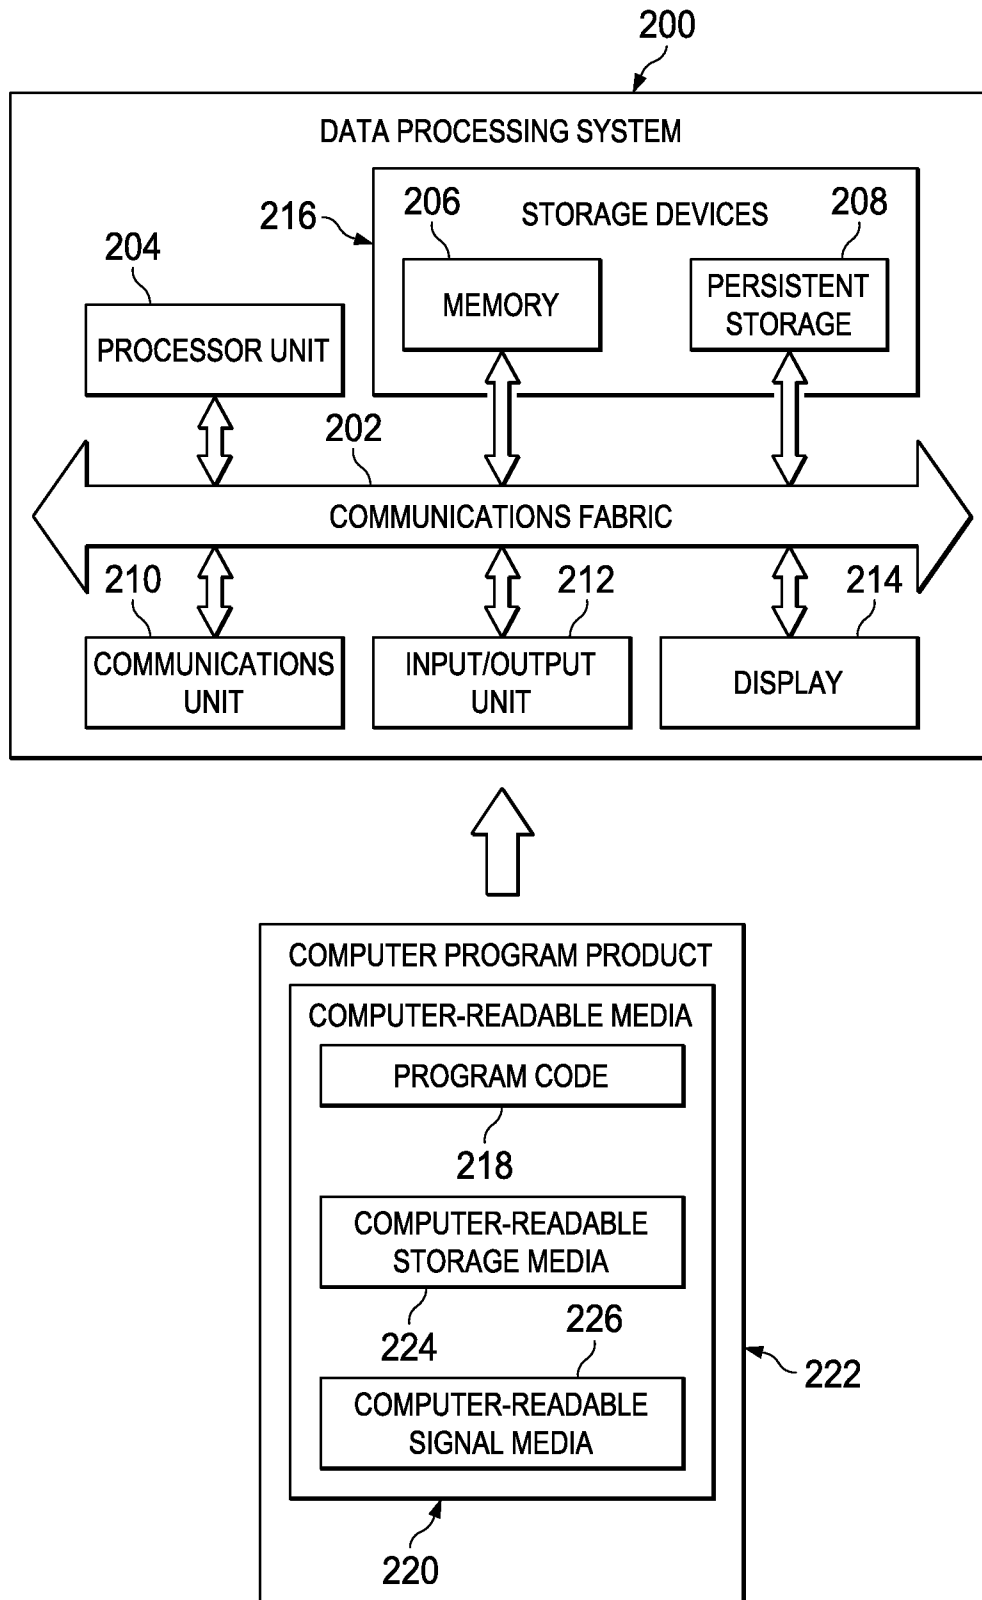 200
DATA PROCESSING SYSTEM
216
206
STORAGE DEVICES
208
204
MEMORY
PERSISTENT
STORAGE
PROCESSOR UNIT
202
COMMUNICATIONS FABRIC
210
212
214
COMMUNICATIONS
UNIT
INPUT/OUTPUT
UNIT
DISPLAY
COMPUTER PROGRAM PRODUCT
COMPUTER-READABLE MEDIA
PROGRAM CODE
218
COMPUTER-READABLE
STORAGE MEDIA
224
226
222
COMPUTER-READABLE
SIGNAL MEDIA
220